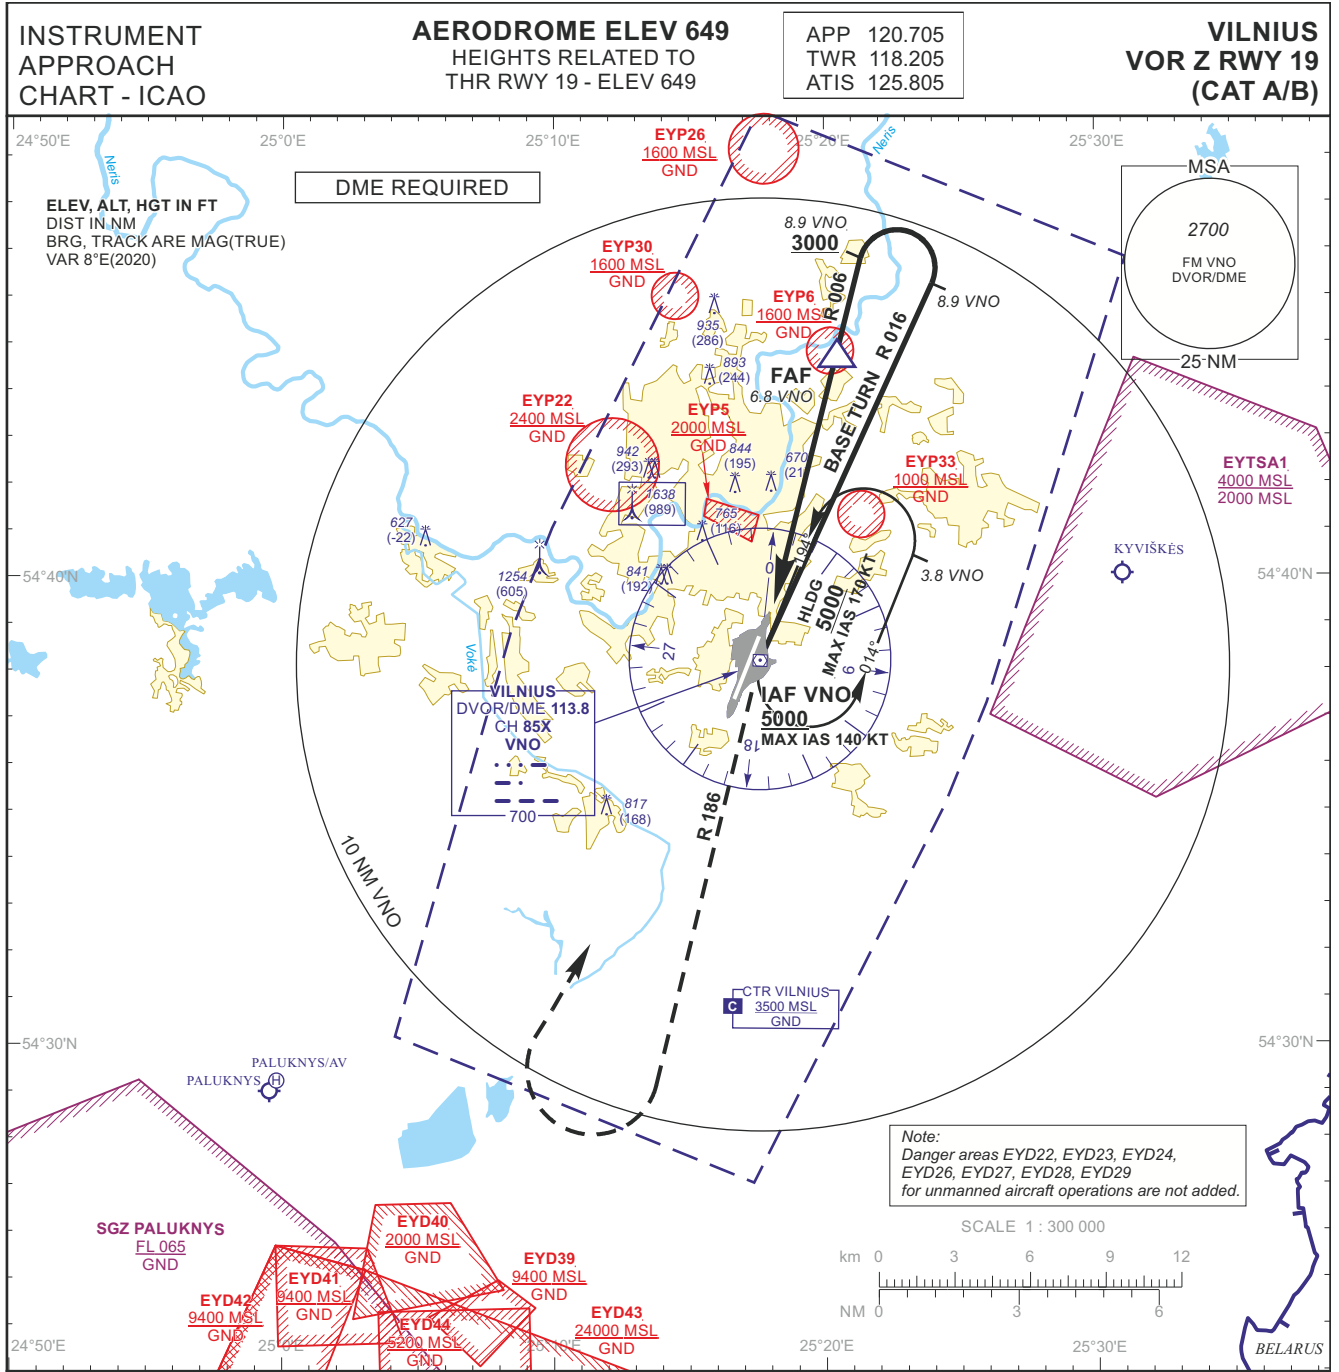 INSTRUMENT
APPROACH
CHART - ICAO
AERODROME ELEV 649
HEIGHTS RELATED TO
THR RWY 19 - ELEV 649
APP 120.705
TWR 118.205
ATIS 125.805
VILNIUS
VOR Z RWY 19
(CAT A/B)
24°50'E
25°0'E
25°10'E
25°20'E
25°30'E
Neris
Neris
DME REQUIRED
ELEV, ALT, HGT IN FT
DIST IN NM
BRG, TRACK ARE MAG(TRUE)
VAR 8°E(2020)
EYP26
1600 MSL
GND
MSA
2700
FM VNO
DVOR/DME
25 NM
8.9 VNO
3000
EYP30
1600 MSL
GND
EYP6
1600 MSL
GND
R 006
R 016
BASE TURN
8.9 VNO
935
(286)
893
(244)
FAF
6.8 VNO
EYP22
2400 MSL
GND
EYP5
2000 MSL
GND
942
(293)
844
(195)
670
(21
1638
(989)
765
(116)
EYP33
1000 MSL
GND
EYTSA1
4000 MSL
2000 MSL
627
(-22)
1254
(605)
841
(192)
0
194°
HLDG
5000
MAX IAS 170 KT
014°
3.8 VNO
KYVIŠKĖS
54°40'N
54°40'N
27
9
18
Vokė
VILNIUS
DVOR/DME 113.8
CH 85X
VNO
700
IAF VNO
5000
MAX IAS 140 KT
817
(168)
R 186
10 NM VNO
C
CTR VILNIUS
3500 MSL
GND
54°30'N
54°30'N
PALUKNYS/AV
PALUKNYS
H
Note:
Danger areas EYD22, EYD23, EYD24,
EYD26, EYD27, EYD28, EYD29
for unmanned aircraft operations are not added.
SCALE 1 : 300 000
km 0 3 6 9 12
NM 0 3 6
SGZ PALUKNYS
FL 065
GND
EYD40
2000 MSL
GND
EYD39
9400 MSL
GND
EYD41
9400 MSL
GND
EYD42
9400 MSL
GND
EYD44
5200 MSL
GND
EYD43
24000 MSL
GND
24°50'E
25°0'E
25°10'E
25°20'E
25°30'E
BELARUS